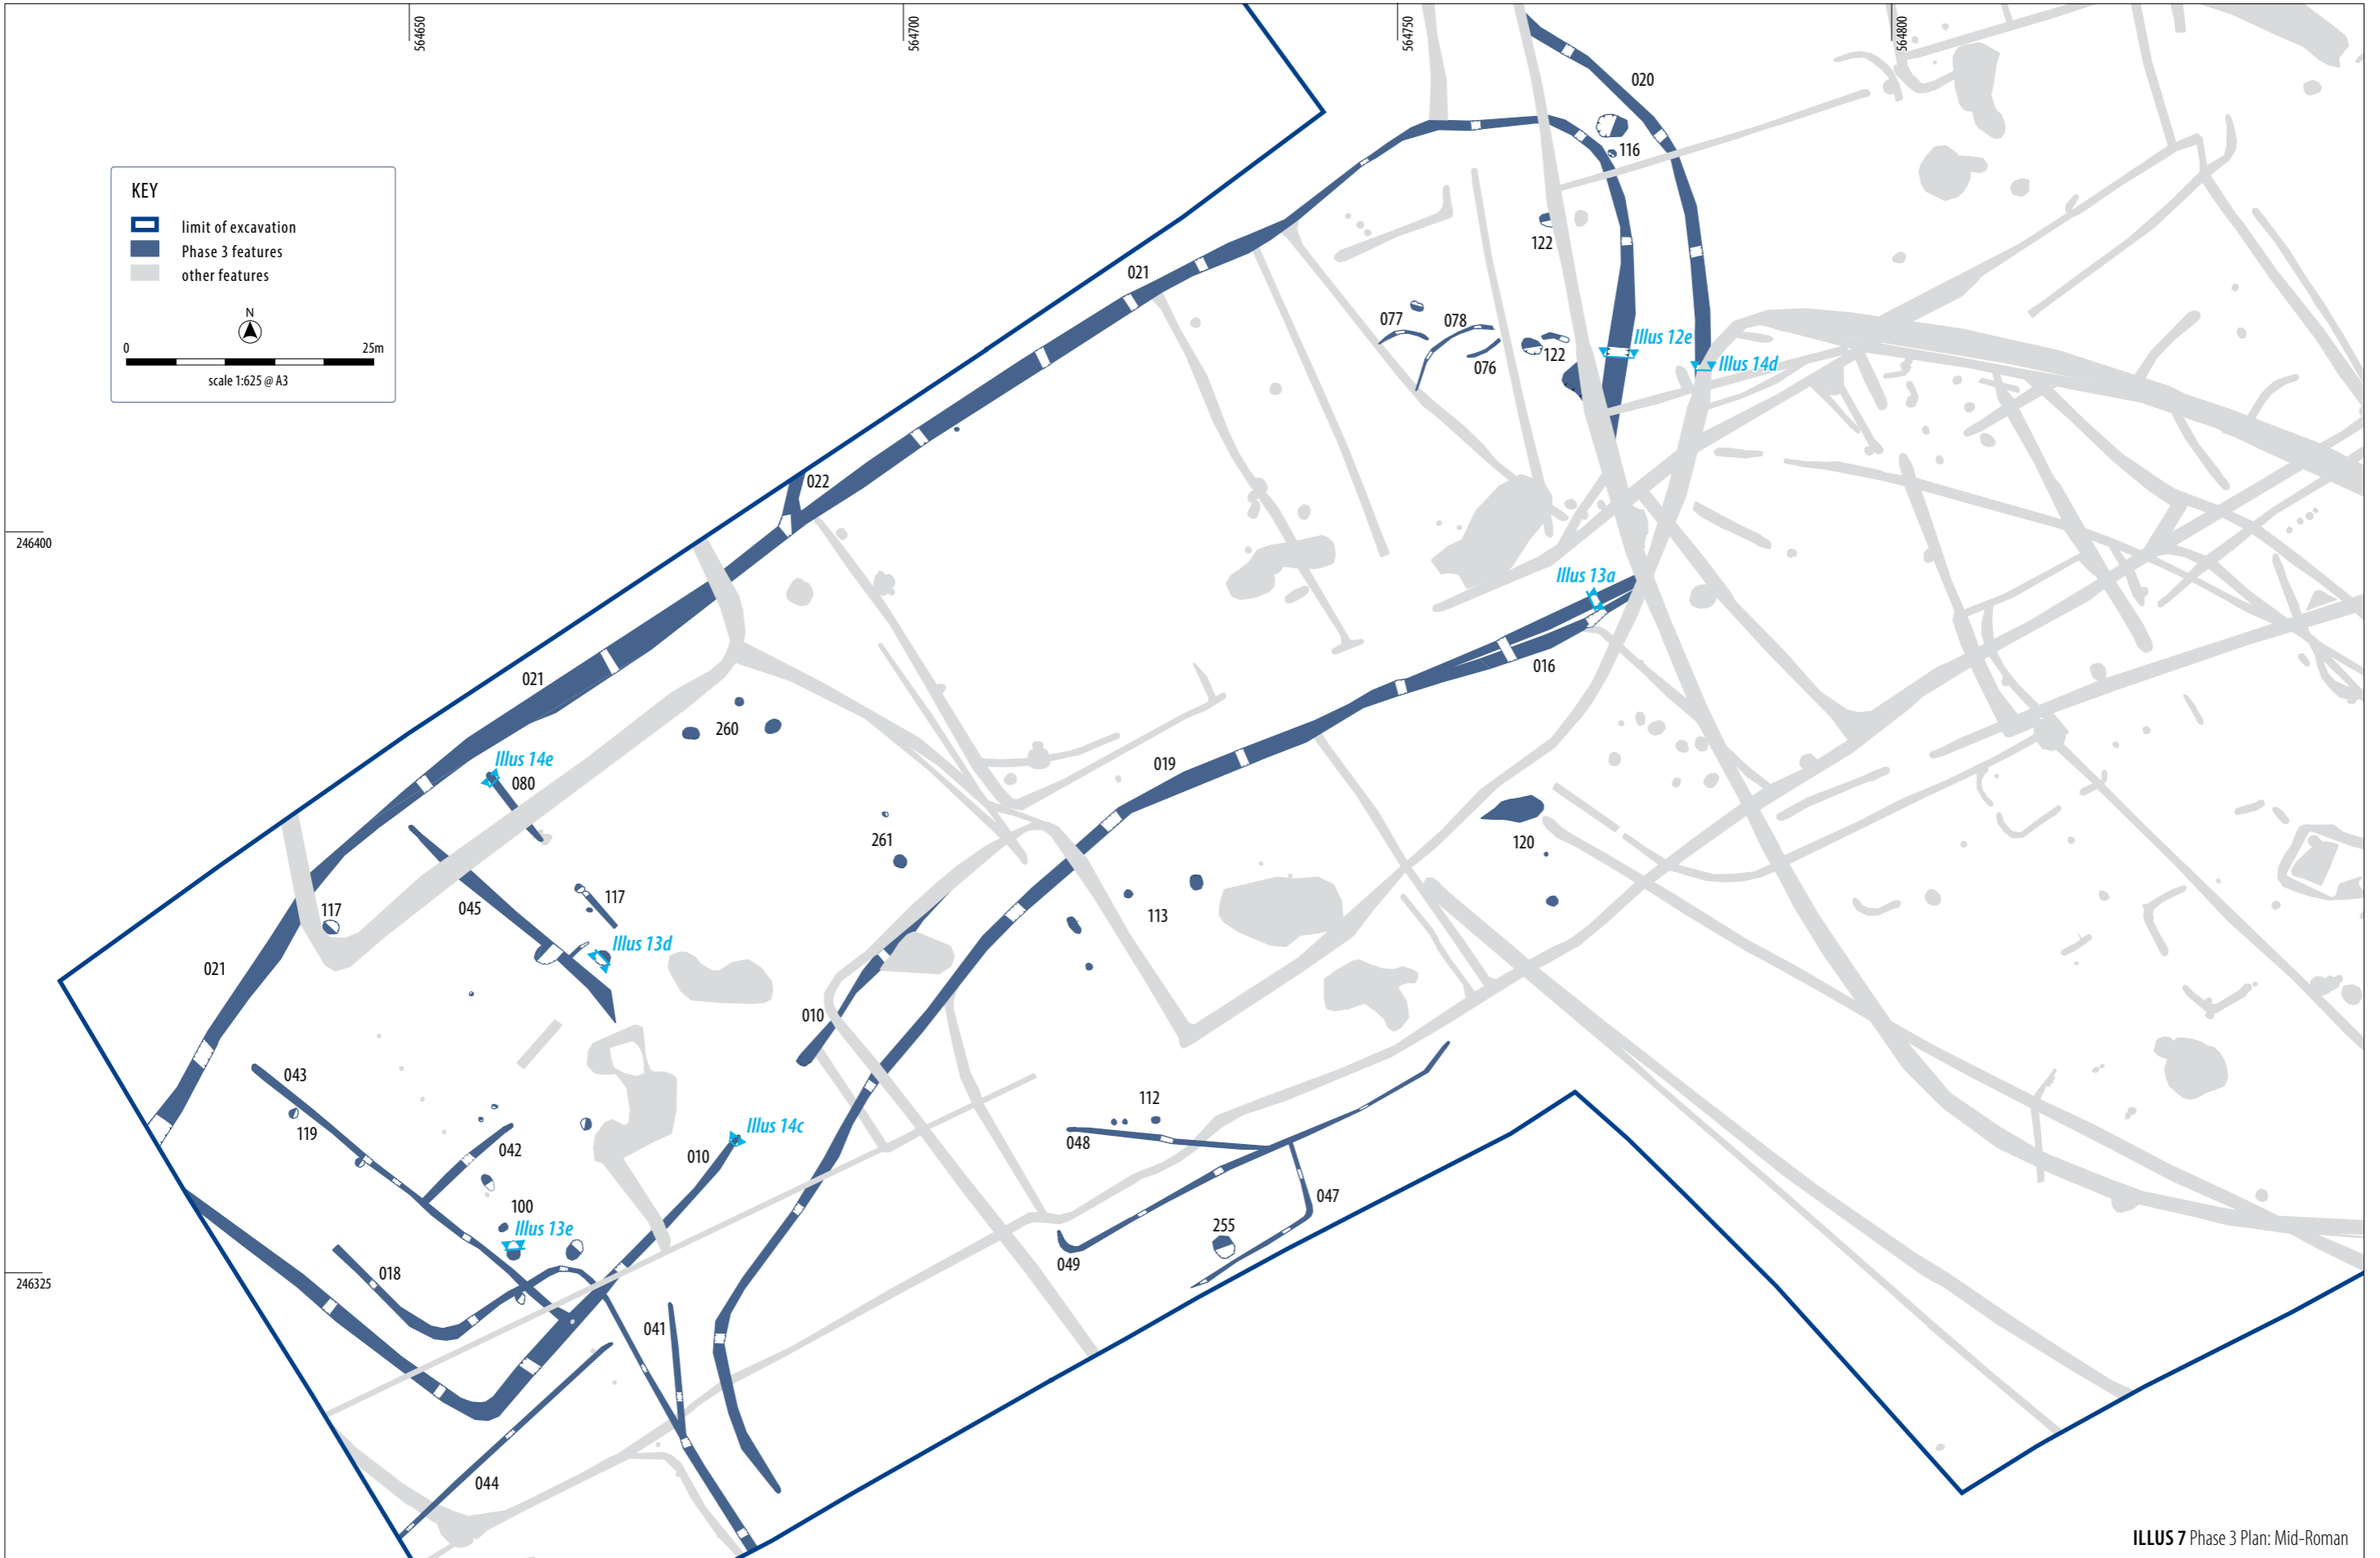 564650
564700
564750
564800
020
116
KEY
limit of excavation
Phase 3 features
other features
N
0
25m
scale 1:625 @ A3
122
021
077
078
Illus 12e
122
076
Illus 14d
022
246400
Illus 13a
016
021
260
019
Illus 14e
080
261
120
045
117
117
113
Illus 13d
021
010
043
112
Illus 14c
119
048
042
010
047
100
255
Illus 13e
049
018
246325
041
044
ILLUS 7 Phase 3 Plan: Mid-Roman